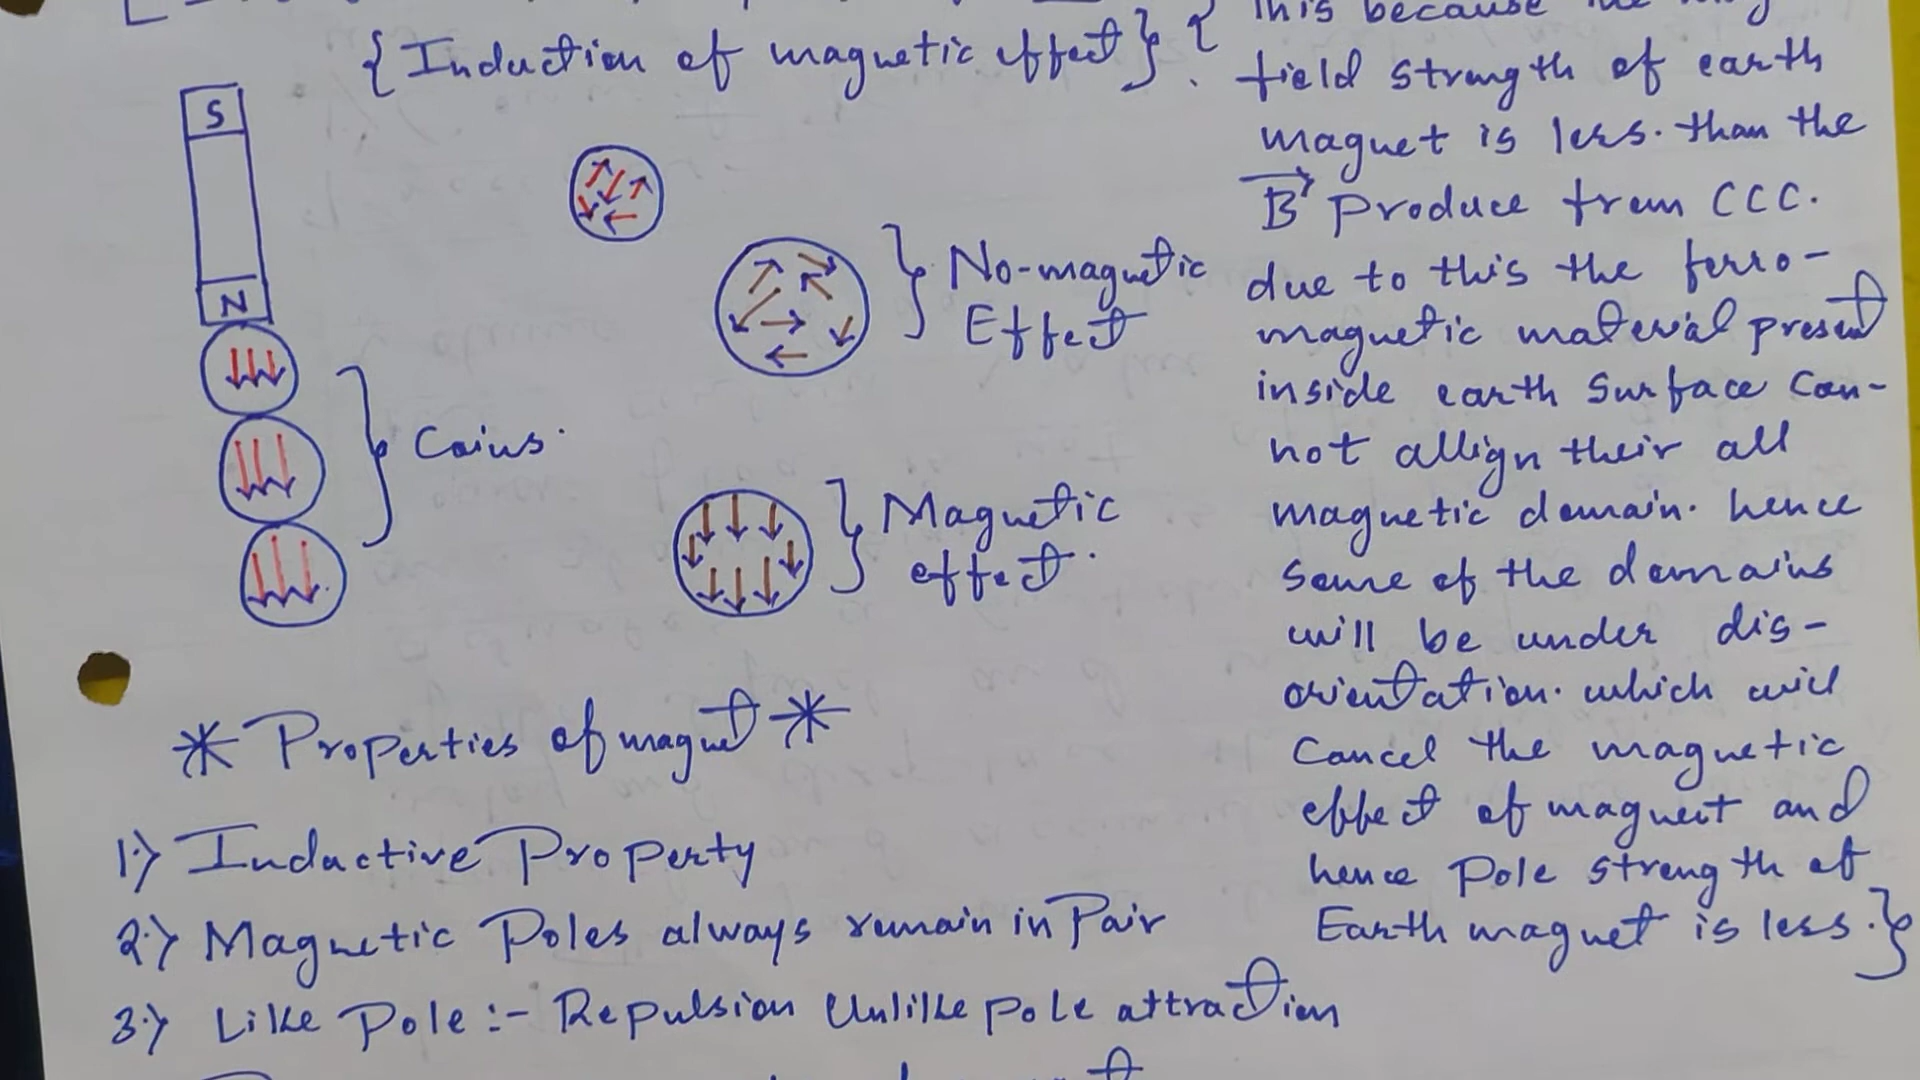 {Induction of magnetic effect}
S
N
Coins.
No-magnetic
Effect
Magnetic
effect.
* Properties of magnet *
1.) Inductive Property
2.) Magnetic Poles always remain in Pair
3.) Like Pole :- Repulsion Unlike pole attraction
{ This because
field strength of earth
magnet is less. than the
B produce from CCC.
due to this the ferro-
magnetic material present
inside earth surface can-
not allign their all
magnetic domain. hence
some of the domains
will be under dis-
orientation. which will
cancel the magnetic
effect of magnet and
hence Pole strength of
Earth magnet is less.}